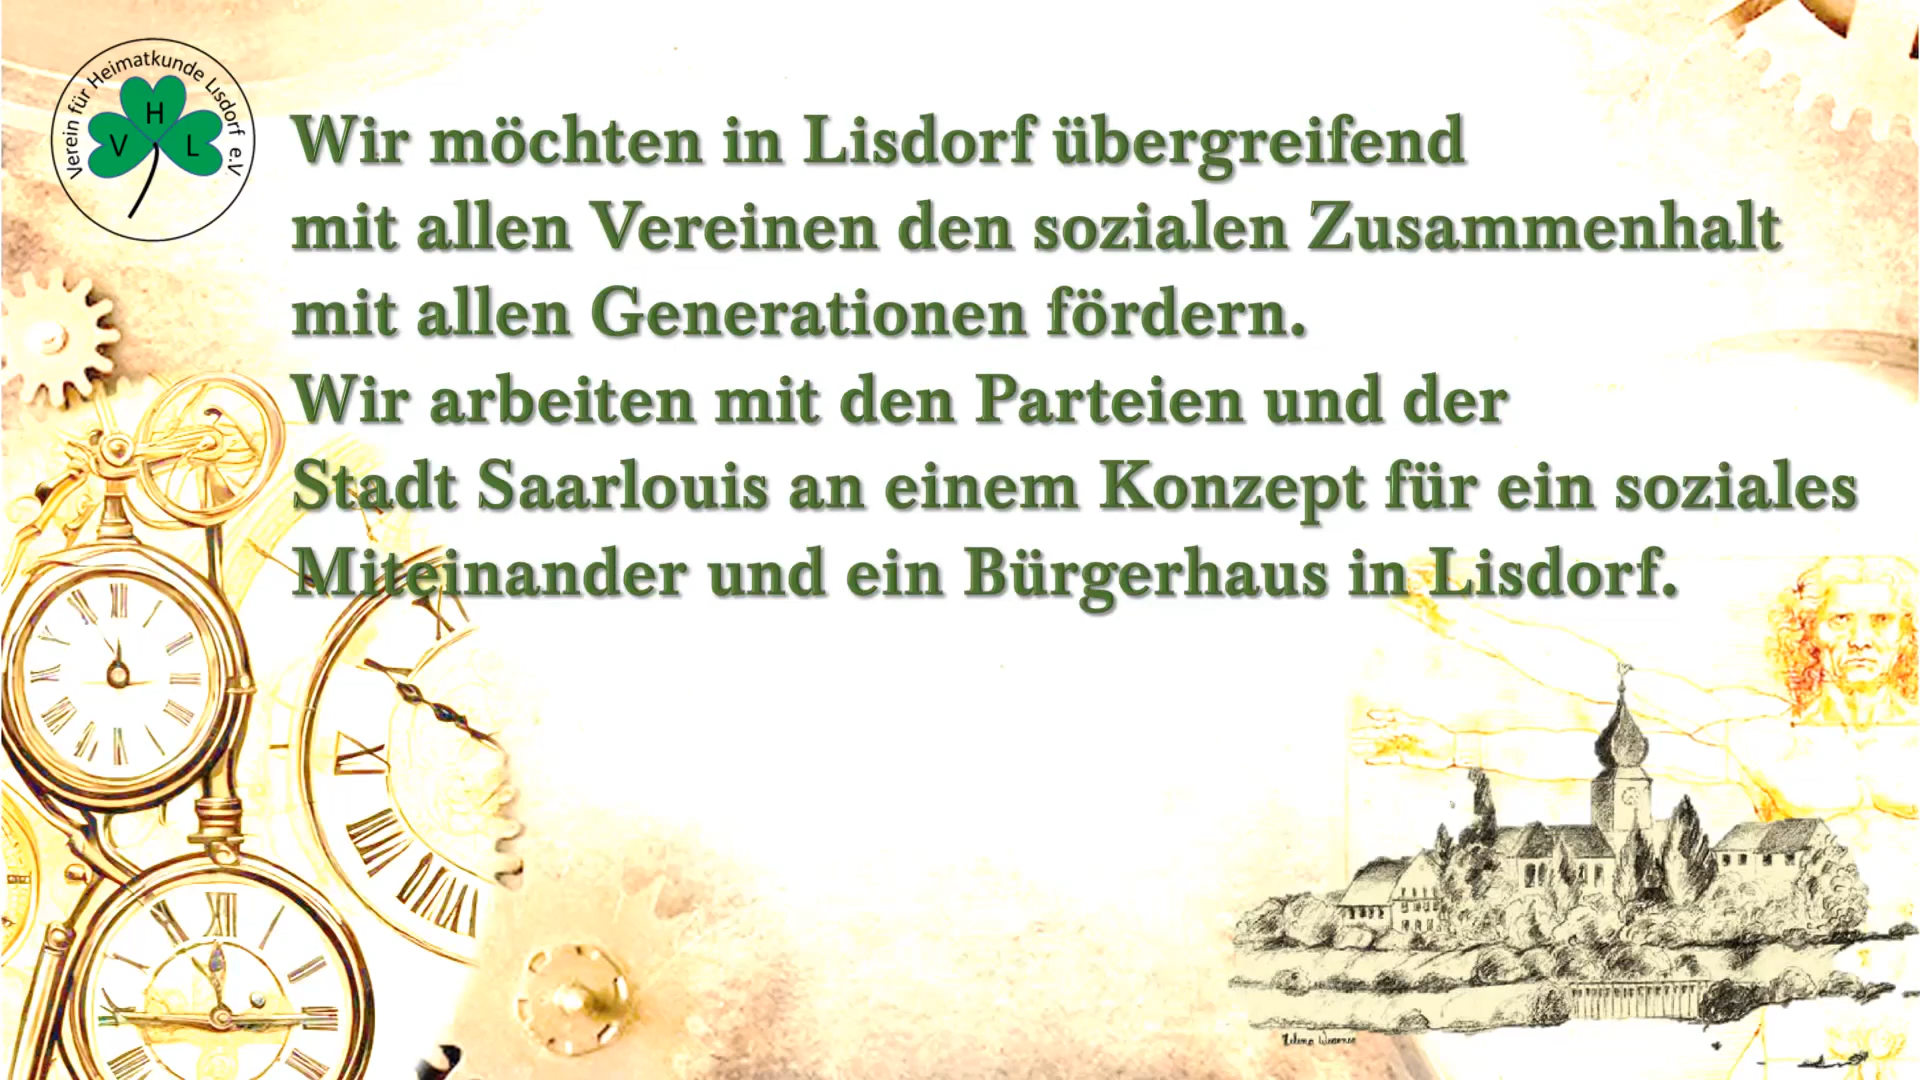 Verein für Heimatkunde Lisdorf e.V.
H
V L
Wir möchten in Lisdorf übergreifend
mit allen Vereinen den sozialen Zusammenhalt
mit allen Generationen fördern.
Wir arbeiten mit den Parteien und der
Stadt Saarlouis an einem Konzept für ein soziales
Miteinander und ein Bürgerhaus in Lisdorf.